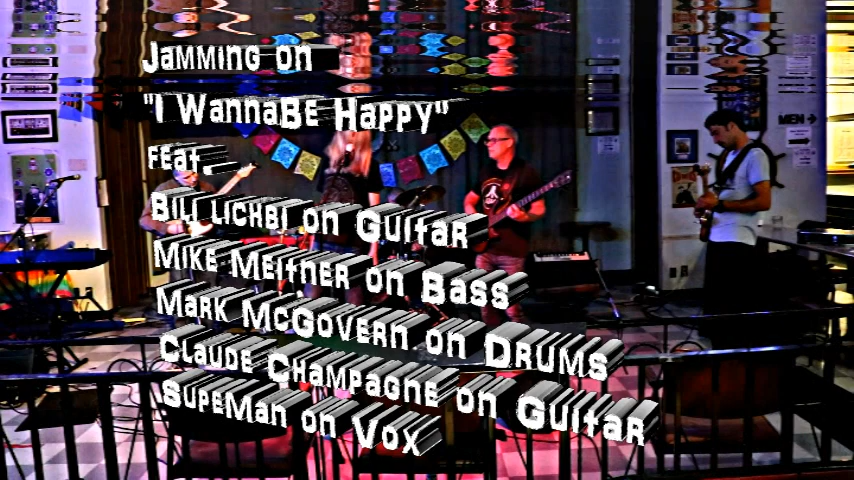 Jamming on
"I WannaBe Happy"
Feat.
Bill Lichbi on Guitar
Mike Meitner on Bass
Mark McGovern on Drums
Claude Champagne on Guitar
SupeMan on Vox
MEN